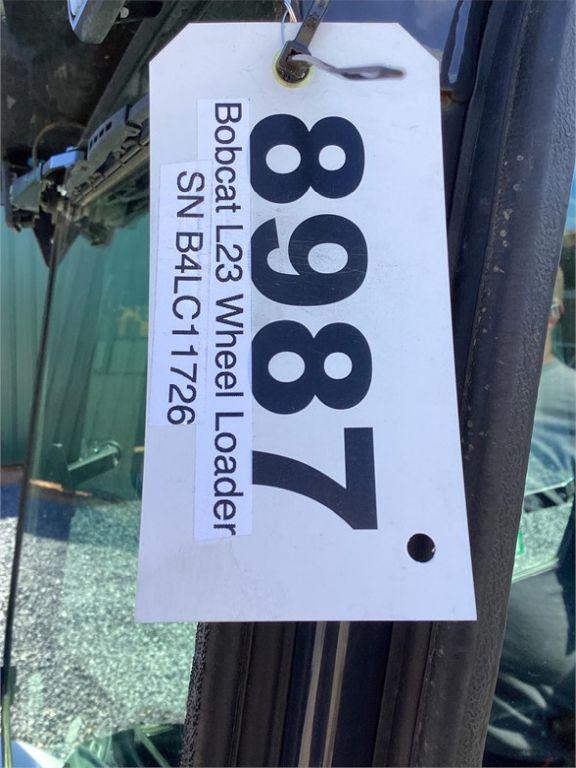 8987
Bobcat L23 Wheel Loader
SN B4LC11726